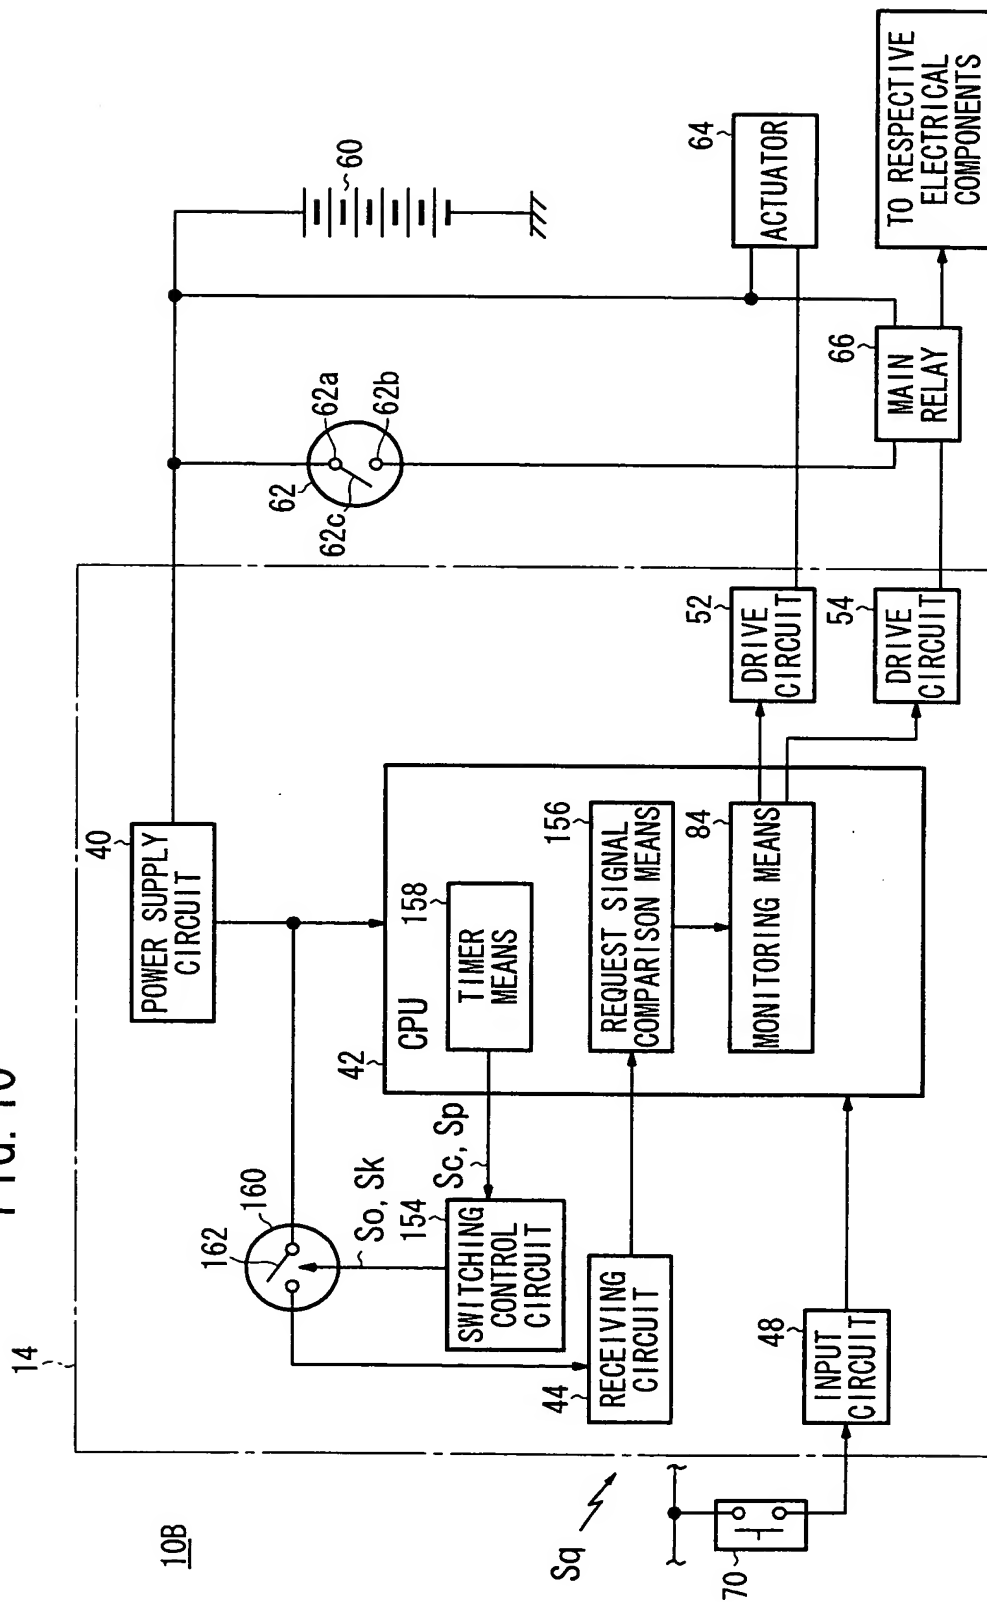 10B
14
160
162
So, Sk
154
SWITCHING
CONTROL
CIRCUIT
Sc, Sp
40
POWER SUPPLY
CIRCUIT
42
CPU
158
TIMER
MEANS
156
REQUEST SIGNAL
COMPARISON MEANS
84
MONITORING MEANS
44
RECEIVING
CIRCUIT
48
INPUT
CIRCUIT
Sq
70
52
DRIVE
CIRCUIT
54
DRIVE
CIRCUIT
62
62a
62b
62c
60
64
ACTUATOR
66
MAIN
RELAY
TO RESPECTIVE
ELECTRICAL
COMPONENTS